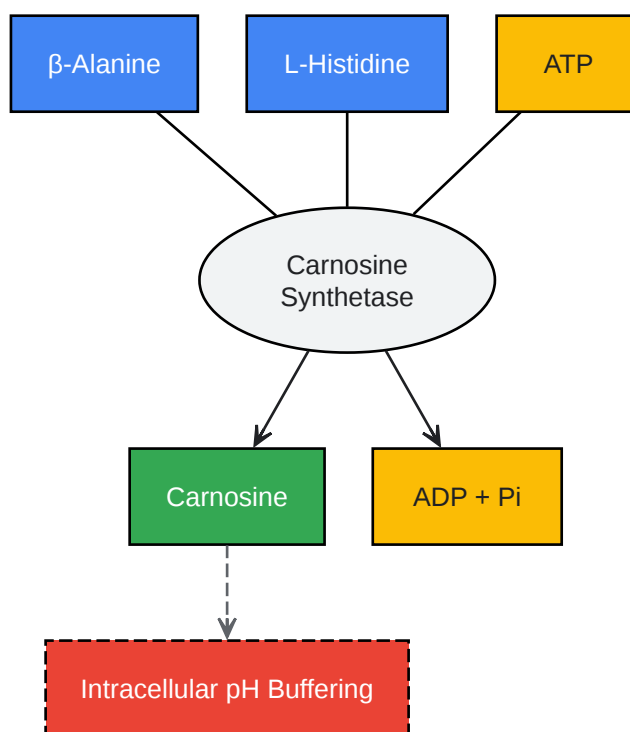 β-Alanine
L-Histidine
ATP
Carnosine
Synthetase
Carnosine
ADP + Pi
Intracellular pH Buffering